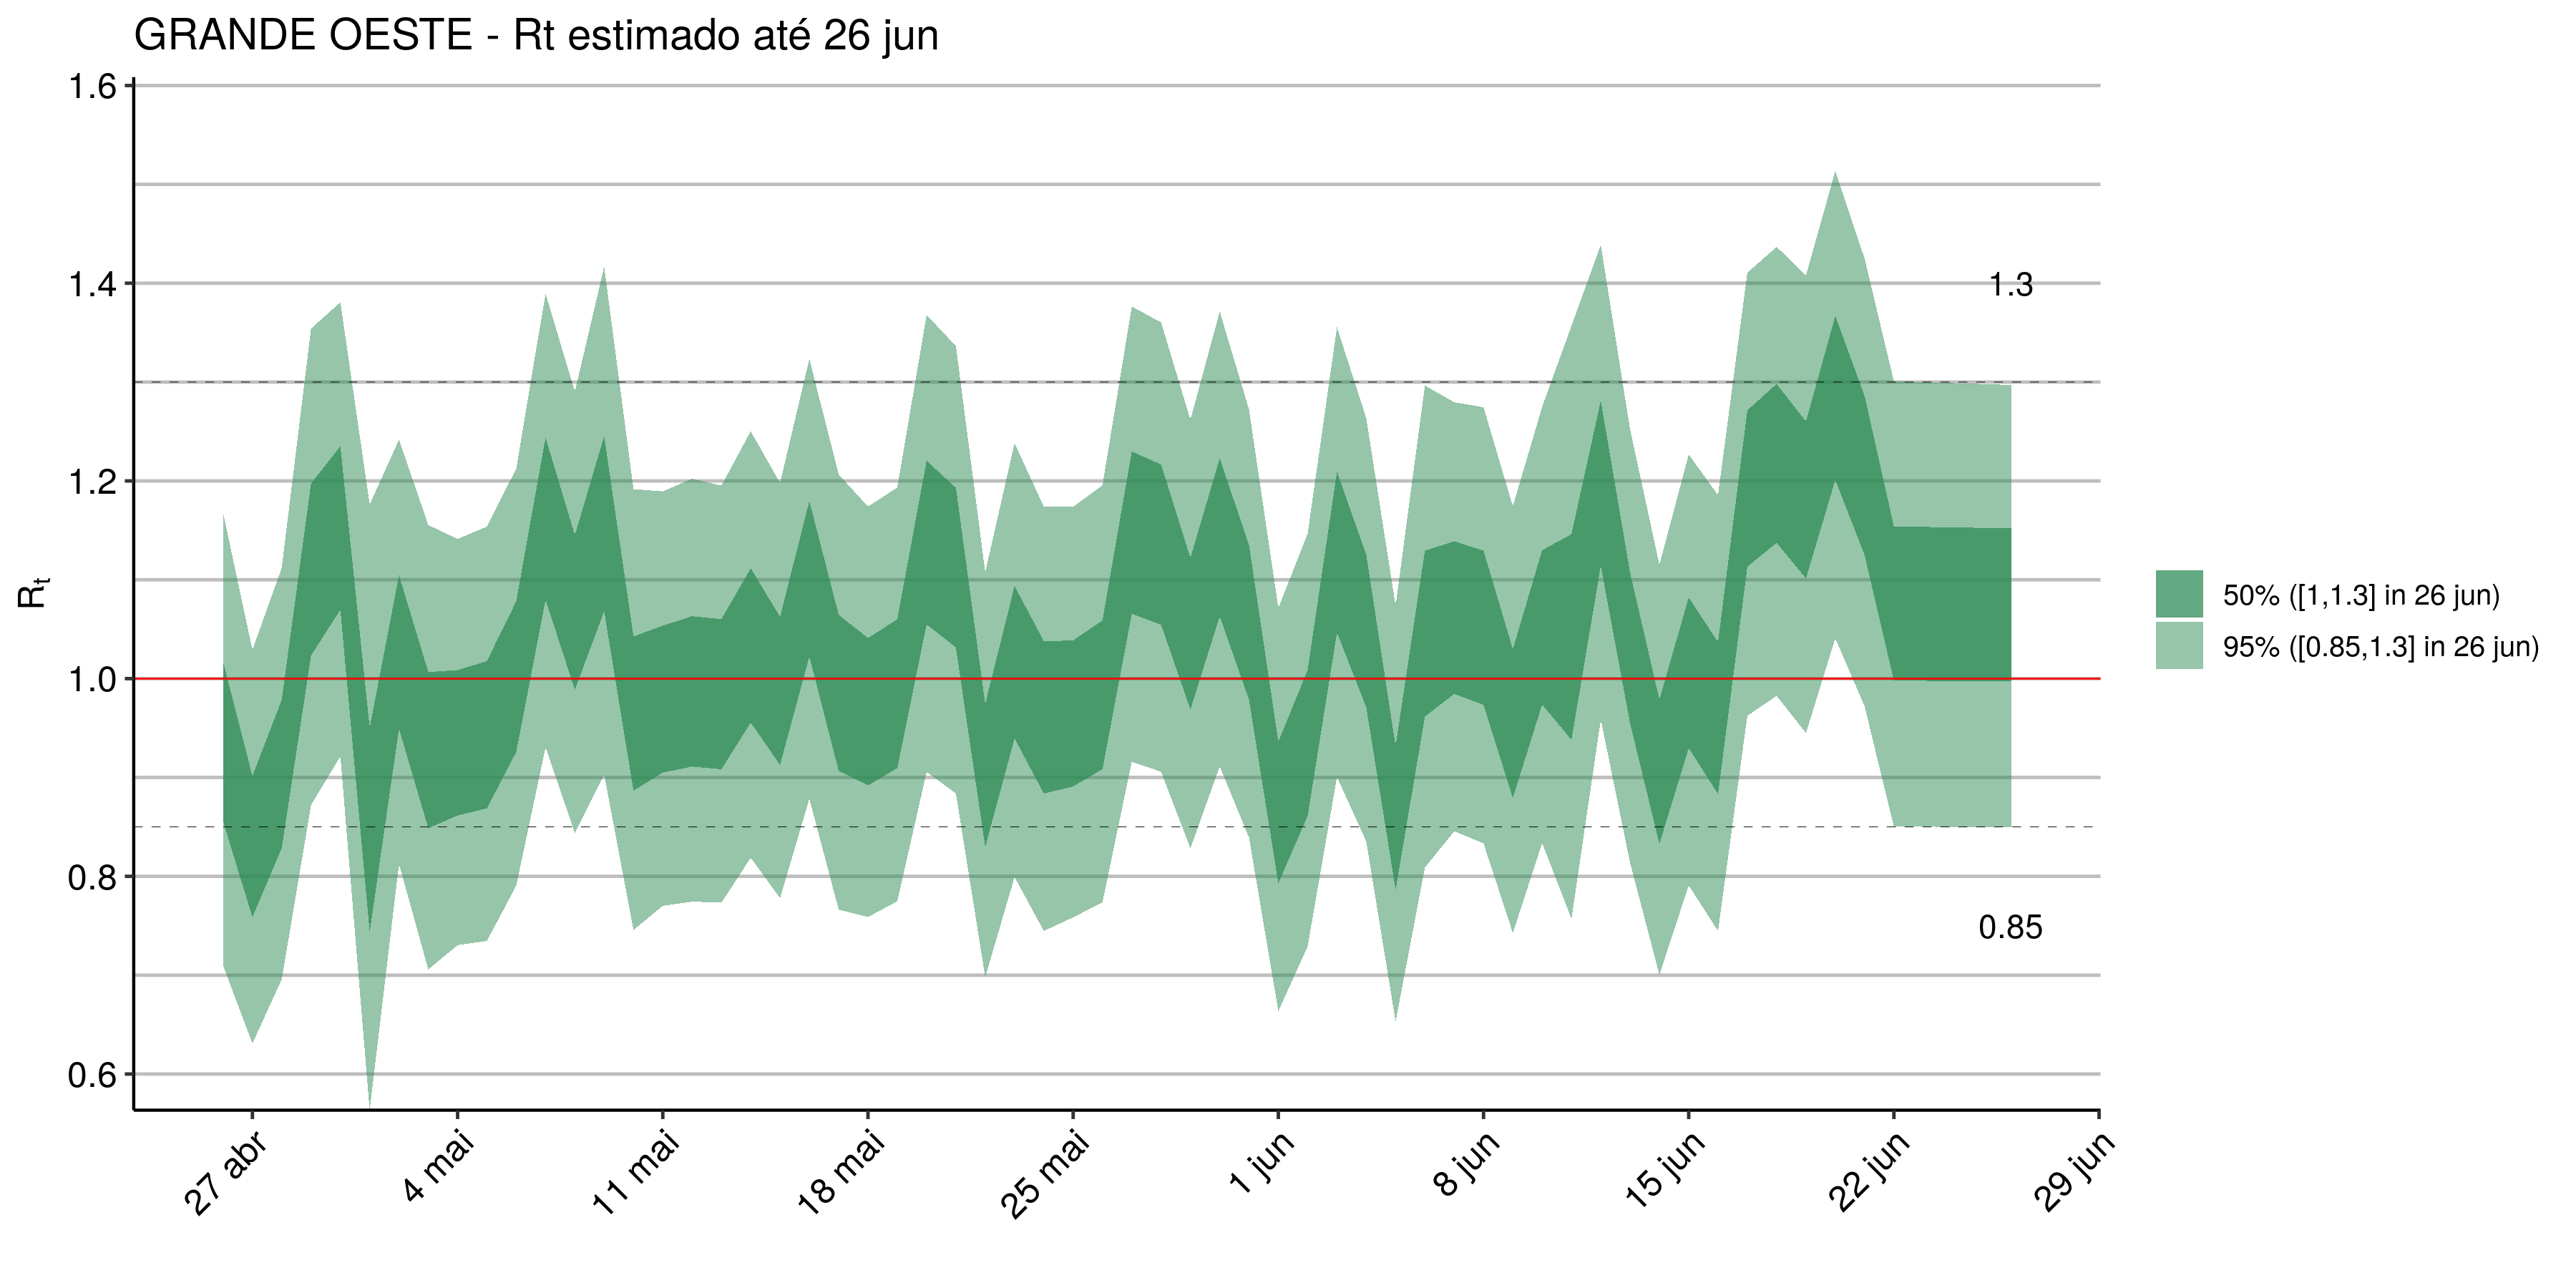 GRANDE OESTE - Rt estimado até 26 jun
1.6
1.4
1.2
1.0
0.8
0.6
Rt
1.3
0.85
27 abr
4 mai
11 mai
18 mai
25 mai
1 jun
8 jun
15 jun
22 jun
29 jun
50% ([1,1.3] in 26 jun)
95% ([0.85,1.3] in 26 jun)